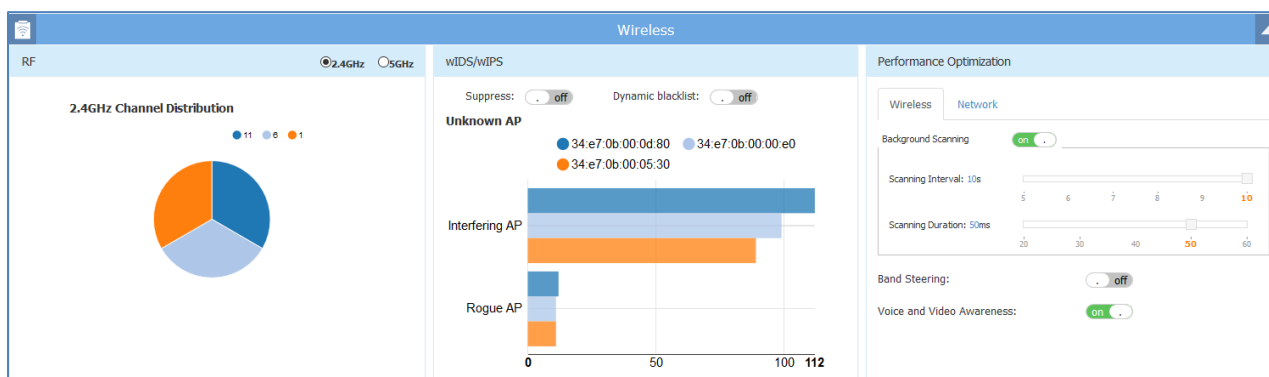 Wireless
RF
2.4GHz 5GHz
2.4GHz Channel Distribution
11 6 1
wIDS/wIPS
Suppress: off Dynamic blacklist: off
Unknown AP
34:e7:0b:00:0d:80 34:e7:0b:00:00:e0
34:e7:0b:00:05:30
Interfering AP
Rogue AP
0 50 100 112
Performance Optimization
Wireless Network
Background Scanning on
Scanning Interval: 10s
5 6 7 8 9 10
Scanning Duration: 50ms
20 30 40 50 60
Band Steering: off
Voice and Video Awareness: on